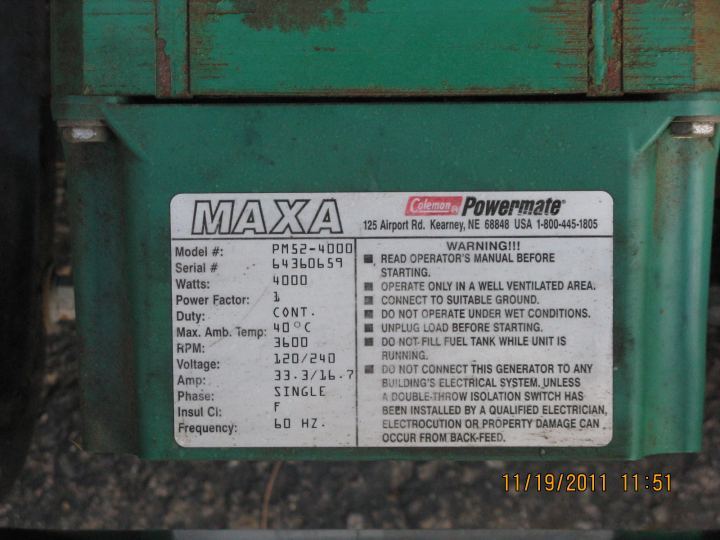 MAXA
Coleman® Powermate®
125 Airport Rd. Kearney, NE 68848 USA 1-800-445-1805
Model #: PM52-4000
Serial # 64360659
Watts: 4000
Power Factor: 1
Duty: CONT.
Max. Amb. Temp: 40°C
RPM: 3600
Voltage: 120/240
Amp: 33.3/16.7
Phase: SINGLE
Insul Cl: F
Frequency: 60 HZ.
WARNING!!!
READ OPERATOR'S MANUAL BEFORE
STARTING.
OPERATE ONLY IN A WELL VENTILATED AREA.
CONNECT TO SUITABLE GROUND.
DO NOT OPERATE UNDER WET CONDITIONS.
UNPLUG LOAD BEFORE STARTING.
DO NOT FILL FUEL TANK WHILE UNIT IS
RUNNING.
DO NOT CONNECT THIS GENERATOR TO ANY
BUILDING'S ELECTRICAL SYSTEM, UNLESS
A DOUBLE-THROW ISOLATION SWITCH HAS
BEEN INSTALLED BY A QUALIFIED ELECTRICIAN,
ELECTROCUTION OR PROPERTY DAMAGE CAN
OCCUR FROM BACK-FEED.
11/19/2011 11:51